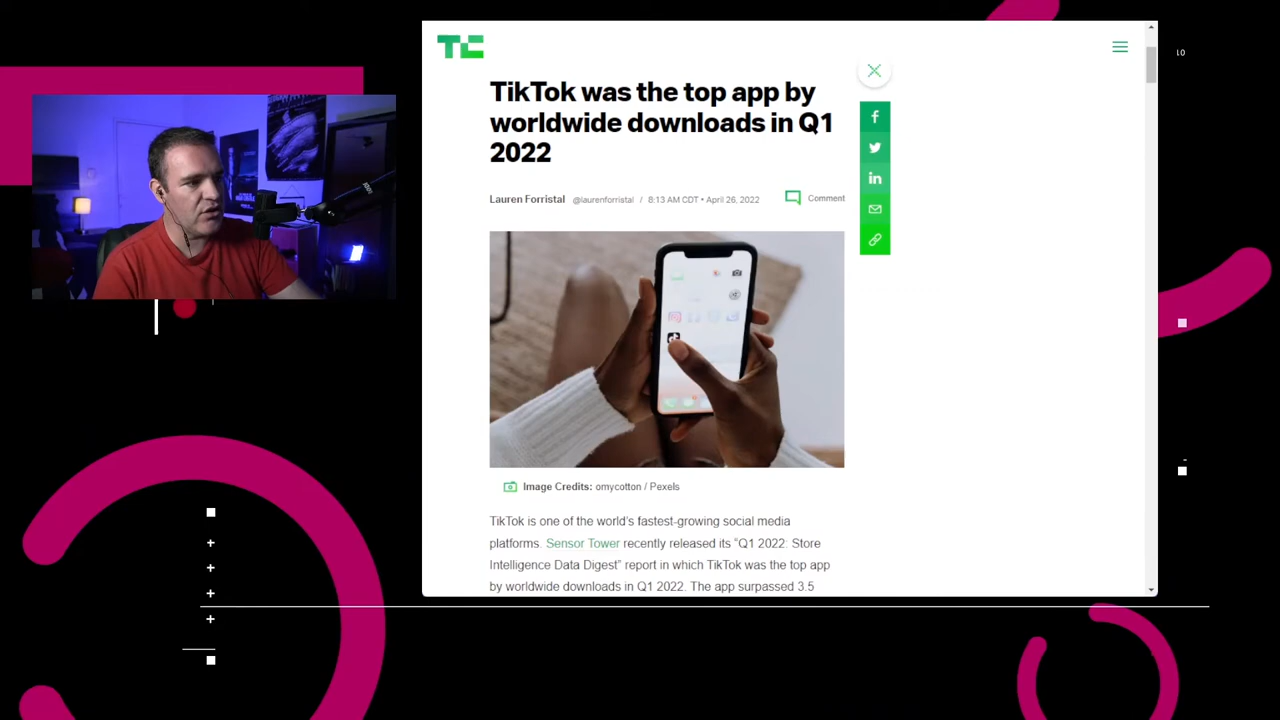 TC
TikTok was the top app by
worldwide downloads in Q1
2022
Lauren Forristal @laurenforristal / 8:13 AM CDT • April 26, 2022
Comment
Image Credits: omycotton / Pexels
TikTok is one of the world's fastest-growing social media
platforms. Sensor Tower recently released its "Q1 2022: Store
Intelligence Data Digest" report in which TikTok was the top app
by worldwide downloads in Q1 2022. The app surpassed 3.5